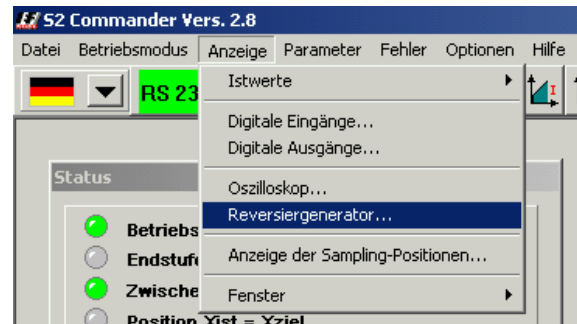 S2 Commander Vers. 2.8
Datei Betriebsmodus Anzeige Parameter Fehler Optionen Hilfe
RS 23
Istwerte
Digitale Eingänge...
Digitale Ausgänge...
Status
Oszilloskop...
Reversiergenerator...
Betriebs
Endstufe
Anzeige der Sampling-Positionen...
Zwische
Fenster
Position Xist = Xziel